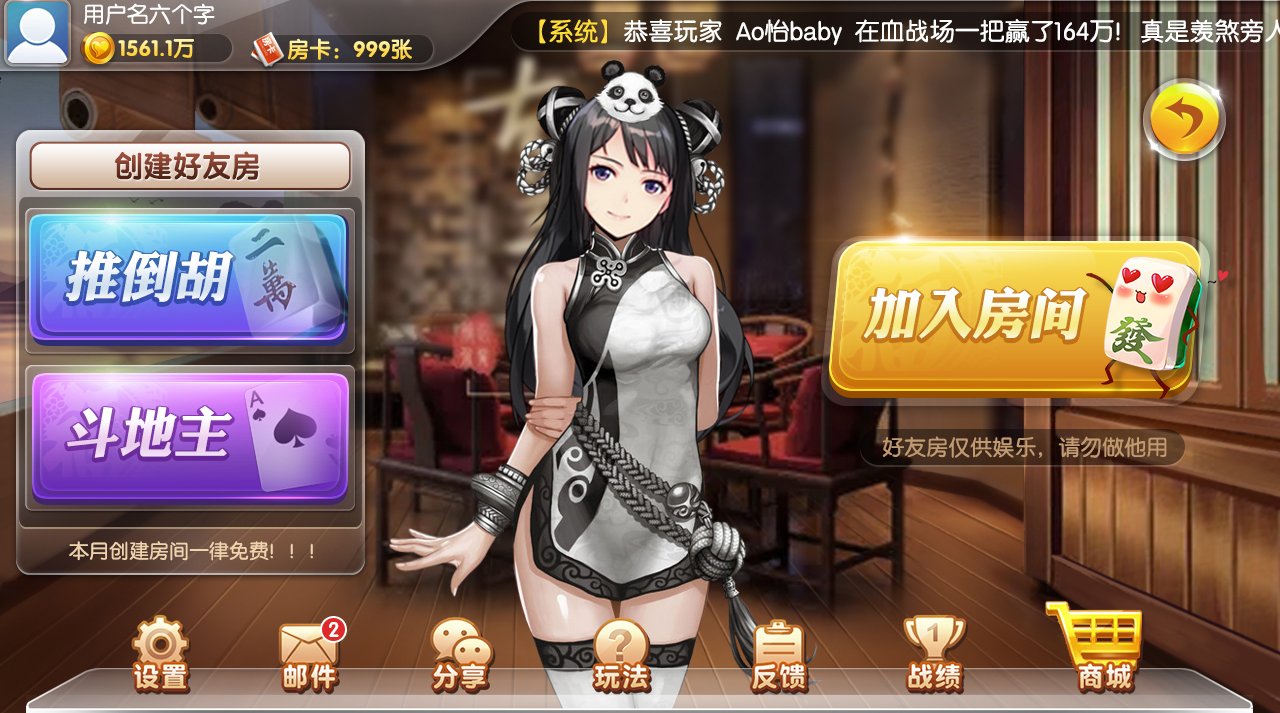 用户名六个字
1561.1万
房卡：999张
【系统】恭喜玩家 Ao怡baby 在血战场一把赢了164万! 真是羡煞旁人
创建好友房
推倒胡
二萬
斗地主
A
本月创建房间一律免费！！！
加入房间
發
好友房仅供娱乐，请勿做他用
设置
2
邮件
分享
?
玩法
反馈
1
战绩
商城